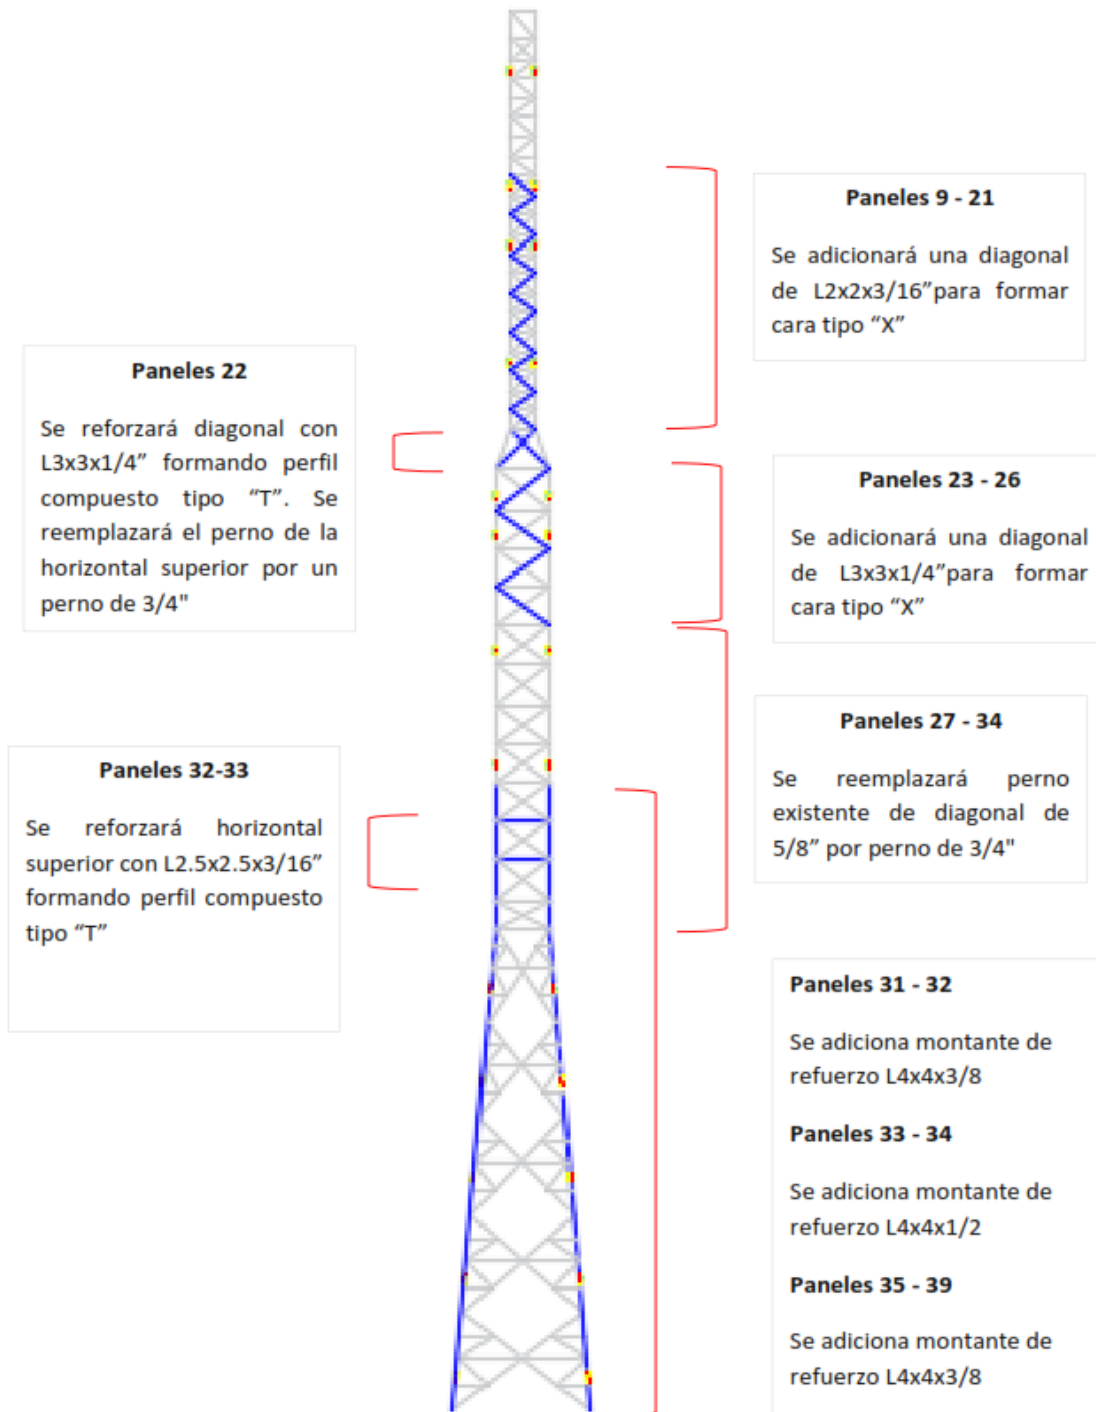 Paneles 9 - 21
Se adicionará una diagonal
de L2x2x3/16”para formar
cara tipo “X”
Paneles 22
Se reforzará diagonal con
L3x3x1/4” formando perfil
compuesto tipo “T”. Se
reemplazará el perno de la
horizontal superior por un
perno de 3/4"
Paneles 23 - 26
Se adicionará una diagonal
de L3x3x1/4”para formar
cara tipo “X”
Paneles 27 - 34
Se reemplazará perno
existente de diagonal de
5/8” por perno de 3/4"
Paneles 32-33
Se reforzará horizontal
superior con L2.5x2.5x3/16”
formando perfil compuesto
tipo “T”
Paneles 31 - 32
Se adiciona montante de
refuerzo L4x4x3/8
Paneles 33 - 34
Se adiciona montante de
refuerzo L4x4x1/2
Paneles 35 - 39
Se adiciona montante de
refuerzo L4x4x3/8